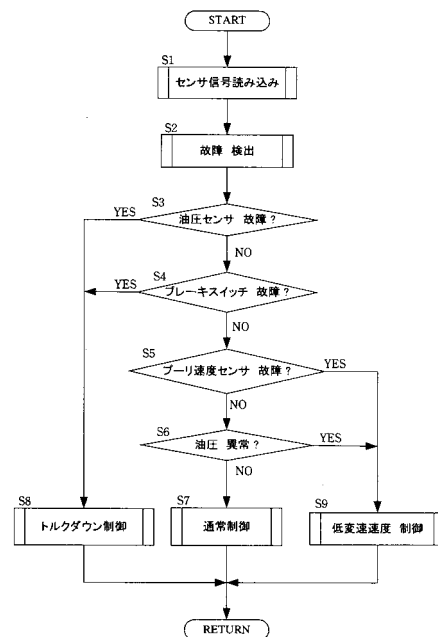 START
S1
センサ信号読み込み
S2
故障 検出
S3
油圧センサ 故障?
YES
NO
S4
ブレーキスイッチ 故障?
YES
NO
S5
プーリ速度センサ 故障?
YES
NO
S6
油圧 異常?
YES
NO
S8
トルクダウン制御
S7
通常制御
S9
低変速速度 制御
RETURN